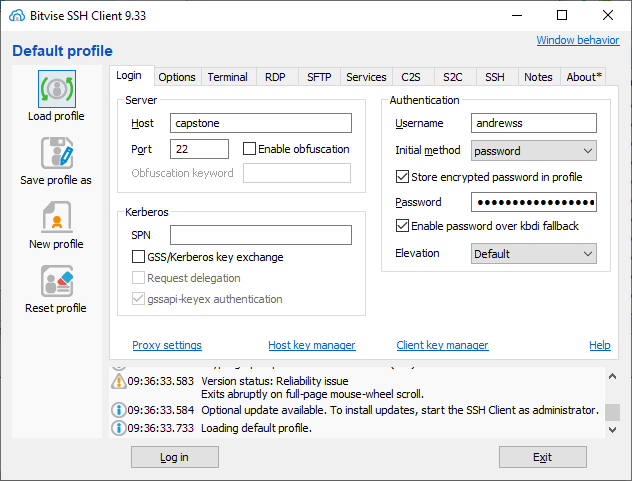 Bitvise SSH Client 9.33
Default profile
Window behavior
Load profile
Save profile as
New profile
Reset profile
Login Options Terminal RDP SFTP Services C2S S2C SSH Notes About*
Server
Host capstone
Port 22 Enable obfuscation
Obfuscation keyword
Kerberos
SPN
GSS/Kerberos key exchange
Request delegation
gssapi-keyex authentication
Authentication
Username andrewss
Initial method password
Store encrypted password in profile
Password
Enable password over kbdi fallback
Elevation Default
Proxy settings Host key manager Client key manager Help
09:36:33.583 Version status: Reliability issue
Exits abruptly on full-page mouse-wheel scroll.
09:36:33.584 Optional update available. To install updates, start the SSH Client as administrator.
09:36:33.733 Loading default profile.
Log in Exit